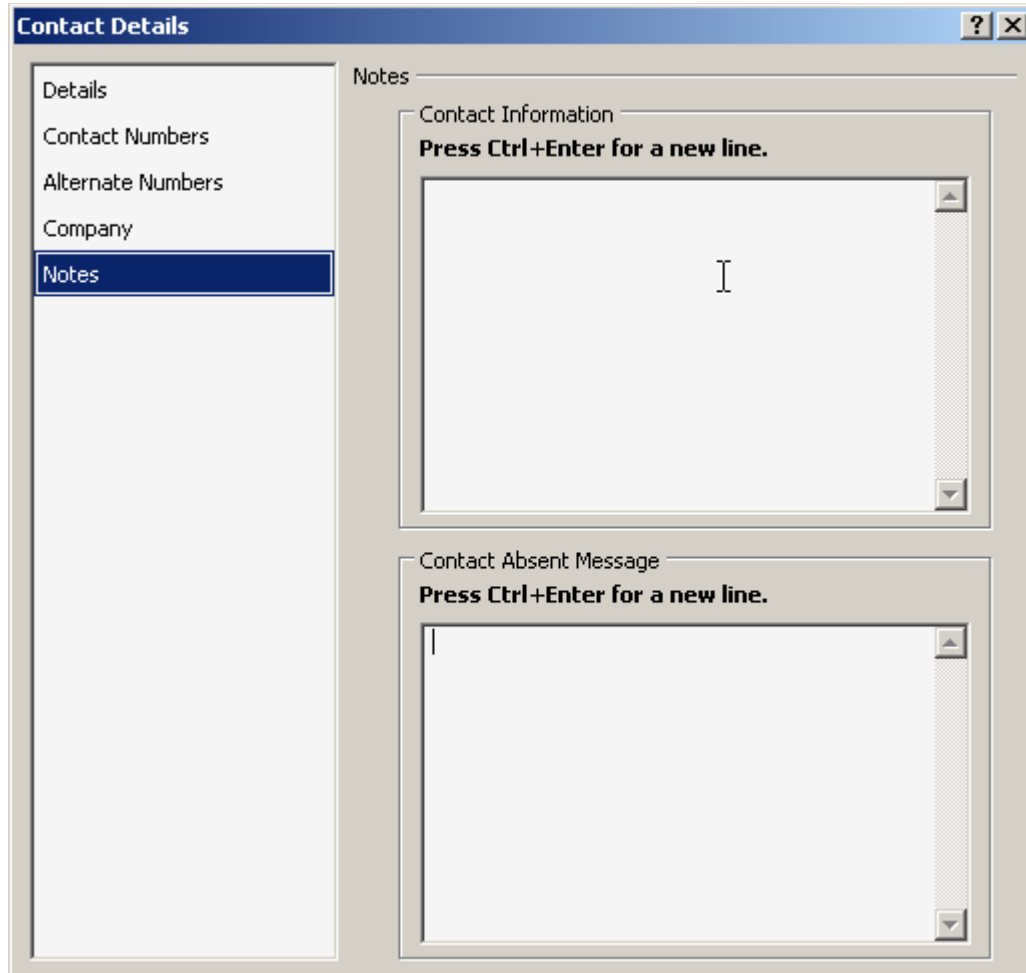 Contact Details
Details
Contact Numbers
Alternate Numbers
Company
Notes
Notes
Contact Information
Press Ctrl+Enter for a new line.
Contact Absent Message
Press Ctrl+Enter for a new line.